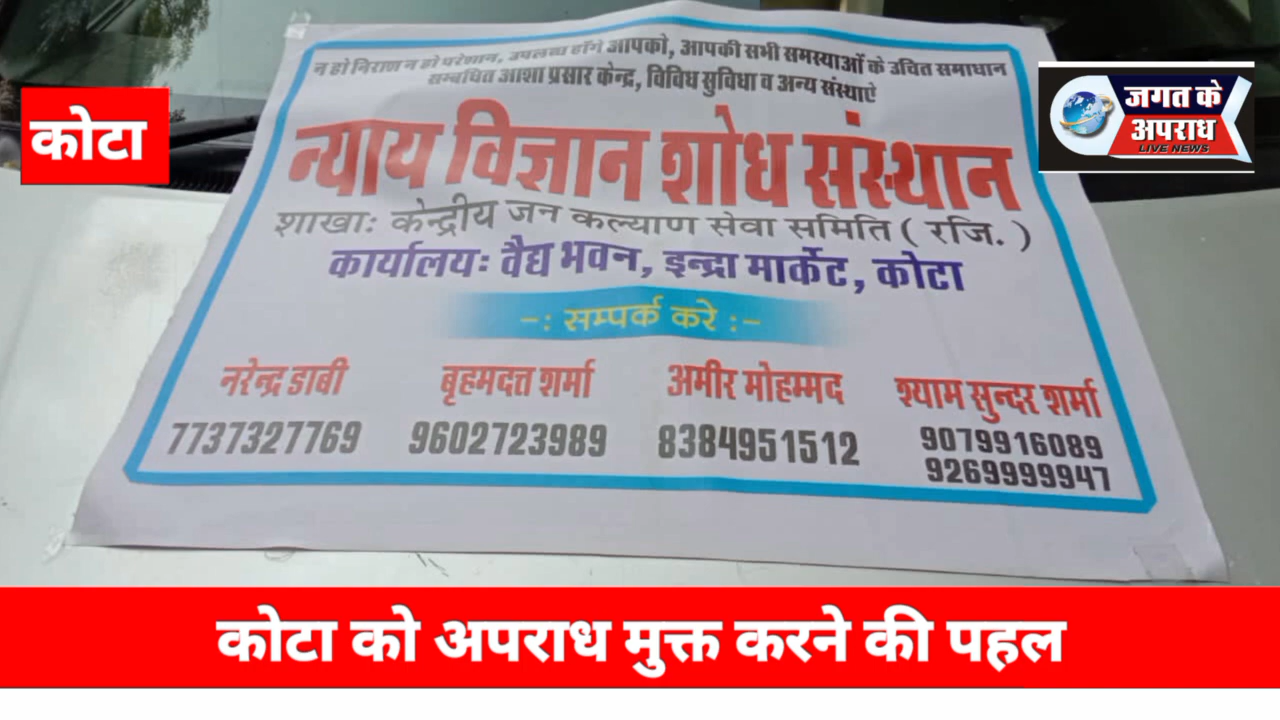 न हो निराश न हो परेशान, उपलब्ध होंगे आपको, आपकी सभी समस्याओं के उचित समाधान
सम्बंधित आशा प्रसार केन्द्र, विविध सुविधा व अन्य संस्थाऐ
कोटा
जगत के
अपराध
LIVE NEWS
न्याय विज्ञान शोध संस्थान
शाखाः केन्द्रीय जन कल्याण सेवा समिति ( रजि. )
कार्यालयः वैद्य भवन, इन्द्रा मार्केट, कोटा
-: सम्पर्क करे :-
नरेन्द्र डाबी बृहमदत्त शर्मा अमीर मोहम्मद श्याम सुन्दर शर्मा
7737327769 9602723989 8384951512 9079916089
9269999947
कोटा को अपराध मुक्त करने की पहल